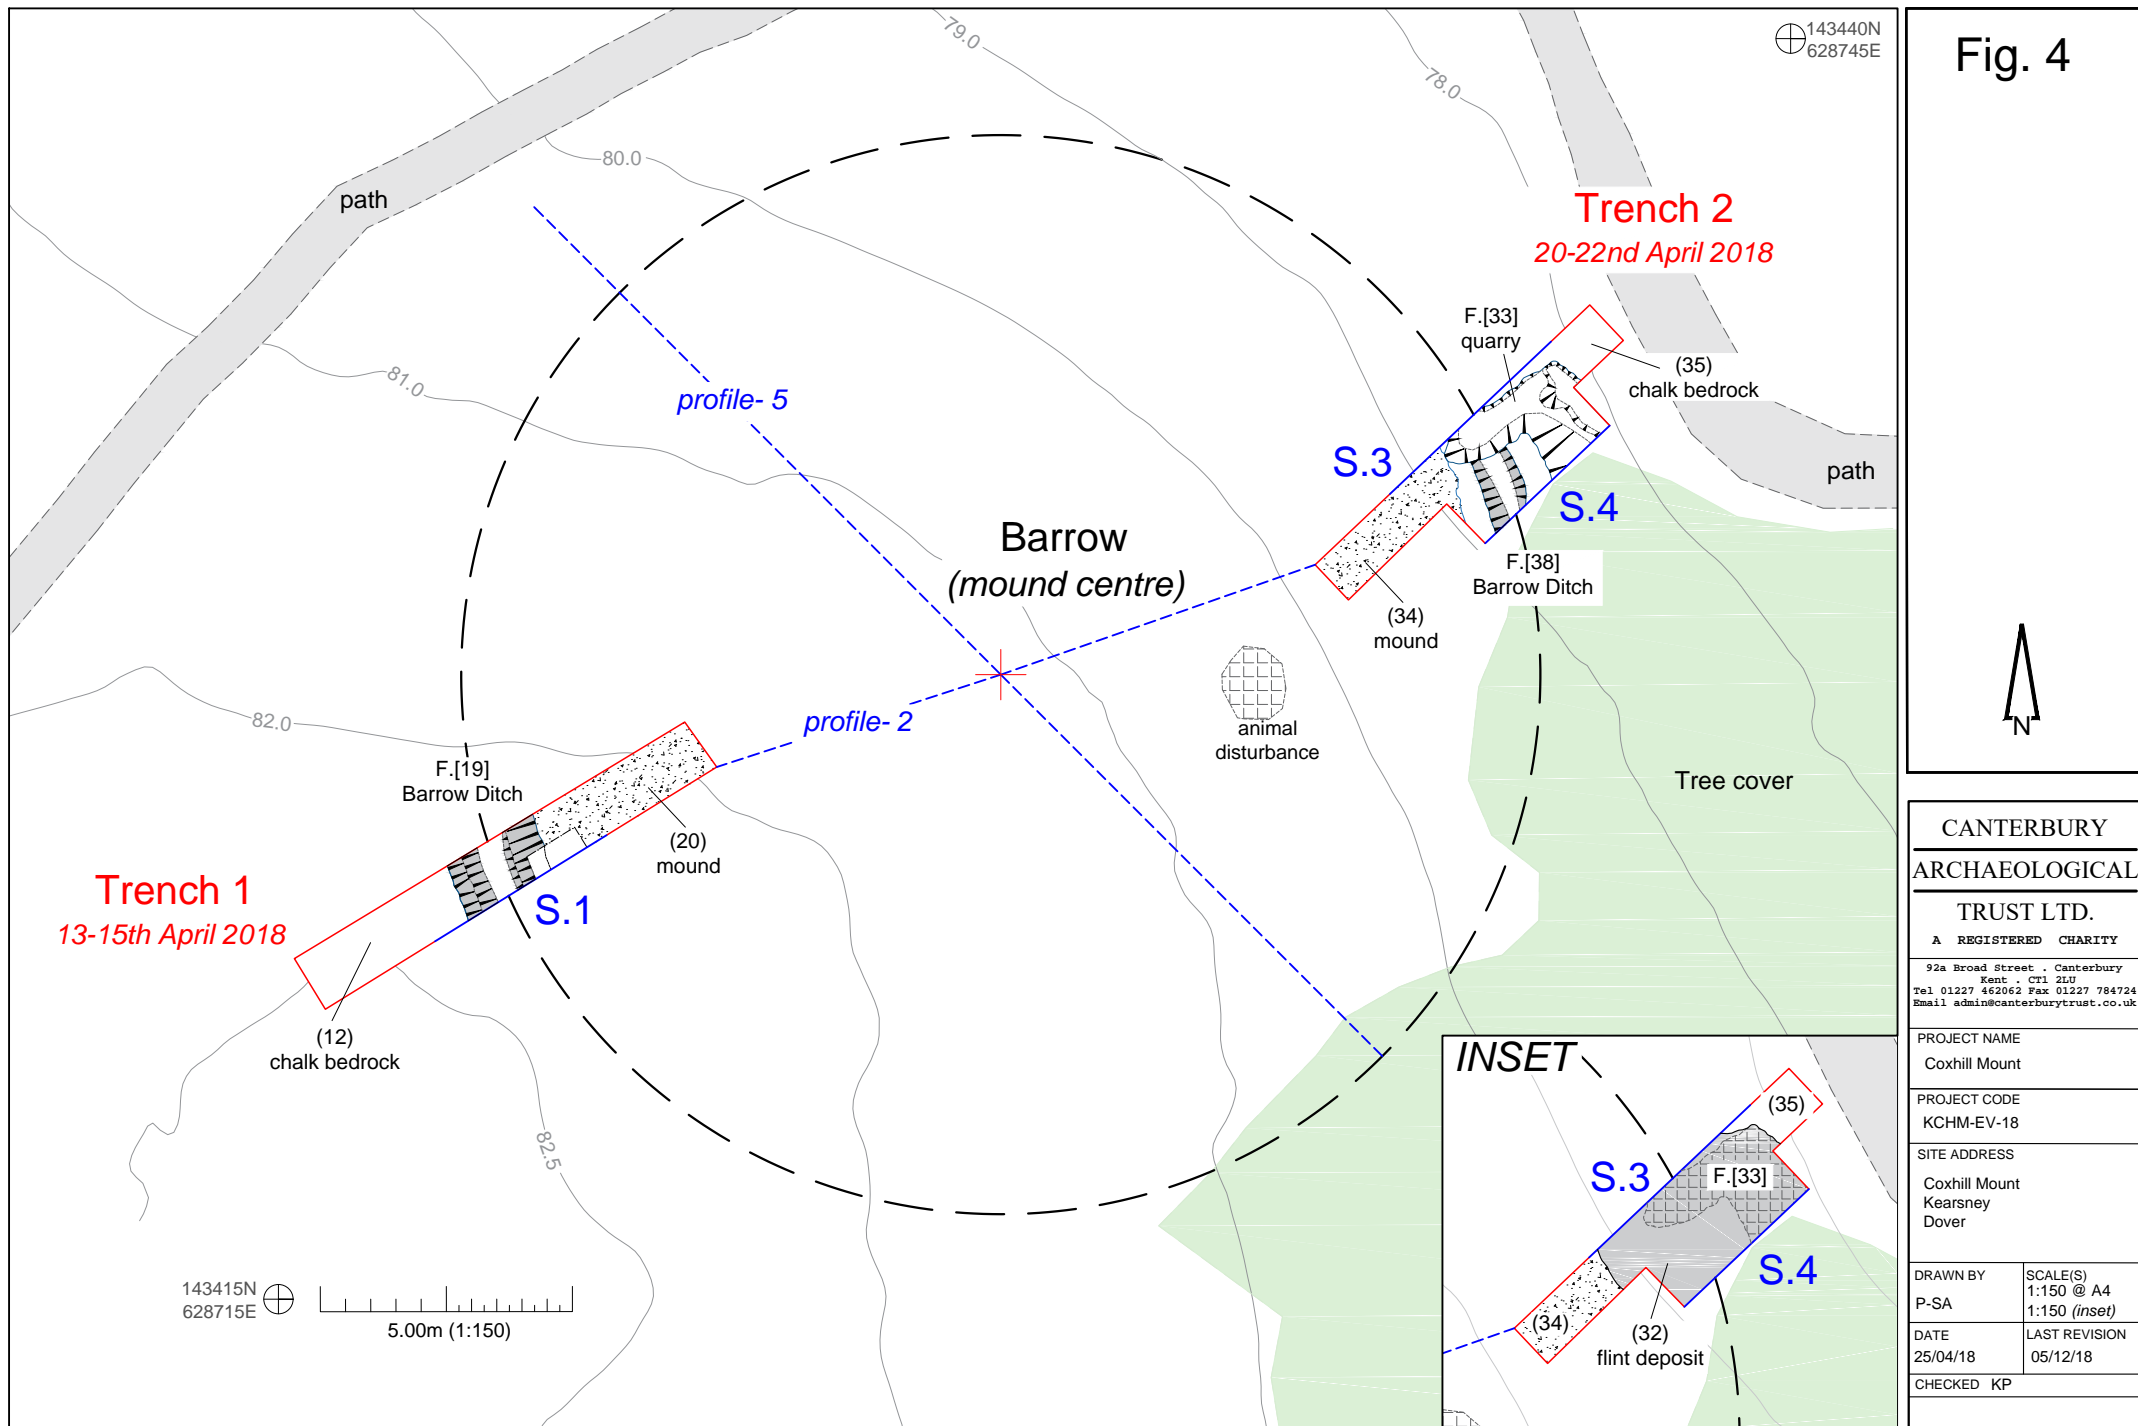 79.0
143440N
628745E
Fig. 4
78.0
80.0
path
Trench 2
20-22nd April 2018
F.[33]
quarry
(35)
chalk bedrock
81.0
profile- 5
S.3
path
S.4
Barrow
(mound centre)
F.[38]
Barrow Ditch
(34)
mound
N
82.0
profile- 2
animal
disturbance
F.[19]
Barrow Ditch
Tree cover
(20)
mound
Trench 1
13-15th April 2018
S.1
(12)
chalk bedrock
82.5
143415N
628715E
5.00m (1:150)
INSET
(35)
S.3
F.[33]
S.4
(34)
(32)
flint deposit
CANTERBURY
ARCHAEOLOGICAL
TRUST LTD.
A REGISTERED CHARITY
92a Broad Street . Canterbury
Kent . CT1 2LU
Tel 01227 462062 Fax 01227 784724
Email admin@canterburytrust.co.uk
PROJECT NAME
Coxhill Mount
PROJECT CODE
KCHM-EV-18
SITE ADDRESS
Coxhill Mount
Kearsney
Dover
DRAWN BY
P-SA
SCALE(S)
1:150 @ A4
1:150 (inset)
DATE
25/04/18
LAST REVISION
05/12/18
CHECKED KP